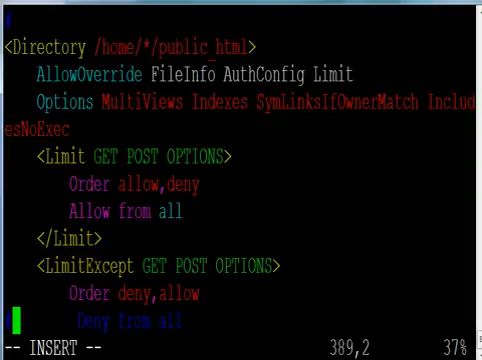 #
<Directory /home/*/public_html>
    AllowOverride FileInfo AuthConfig Limit
    Options MultiViews Indexes SymLinksIfOwnerMatch Includ
esNoExec
    <Limit GET POST OPTIONS>
        Order allow,deny
        Allow from all
    </Limit>
    <LimitExcept GET POST OPTIONS>
        Order deny,allow
#        Deny from all
-- INSERT --    389,2    37%